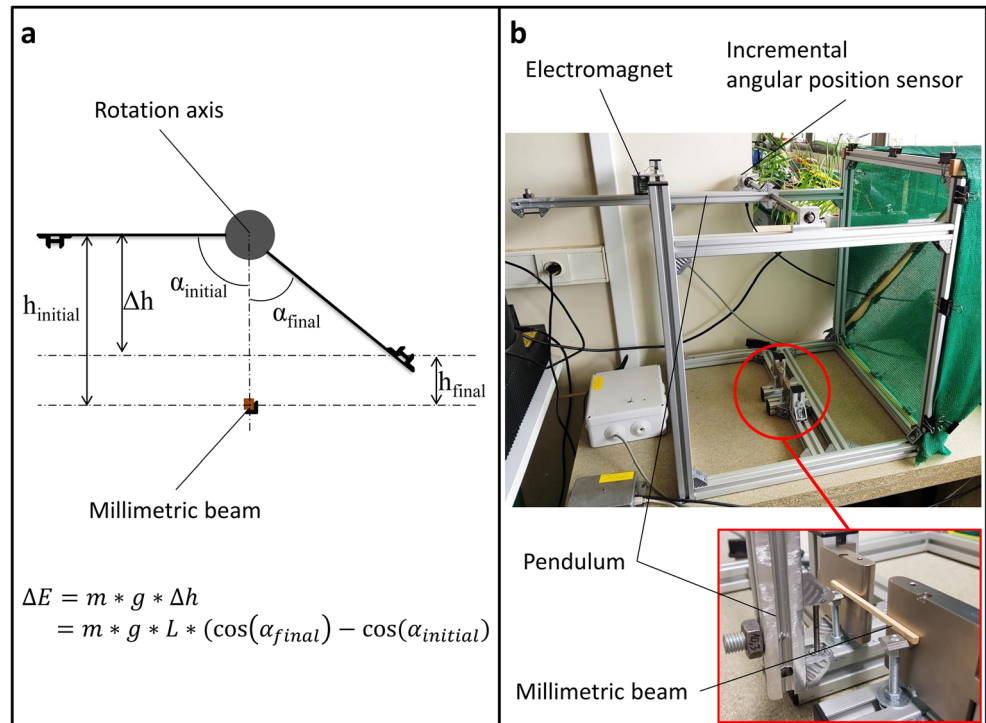 a
Rotation axis
α_initial
α_final
h_initial
Δh
h_final
Millimetric beam
ΔE = m * g * Δh
= m * g * L * (cos(α_final) − cos(α_initial)
b
Electromagnet
Incremental
angular position sensor
Pendulum
Millimetric beam